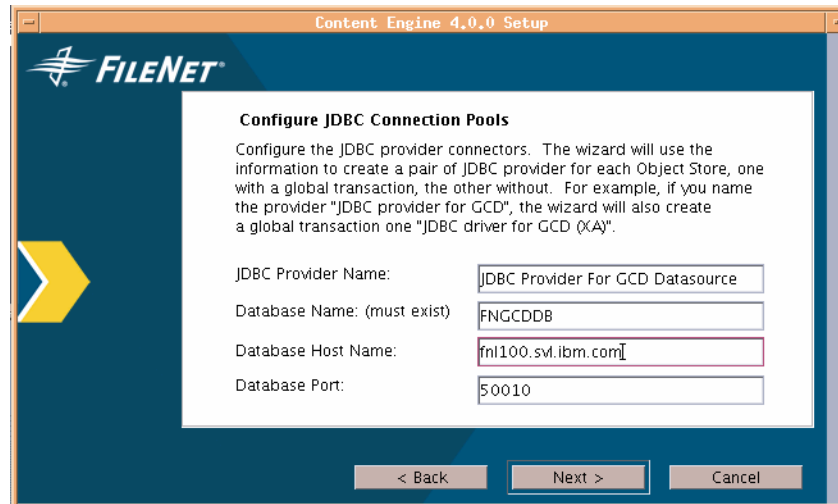 Content Engine 4.0.0 Setup
FILENET
Configure JDBC Connection Pools
Configure the JDBC provider connectors. The wizard will use the
information to create a pair of JDBC provider for each Object Store, one
with a global transaction, the other without. For example, if you name
the provider "JDBC provider for GCD", the wizard will also create
a global transaction one "JDBC driver for GCD (XA)".
JDBC Provider Name: JDBC Provider For GCD Datasource
Database Name: (must exist) FNGCDDB
Database Host Name: fnl100.svl.ibm.com
Database Port: 50010
< Back Next > Cancel